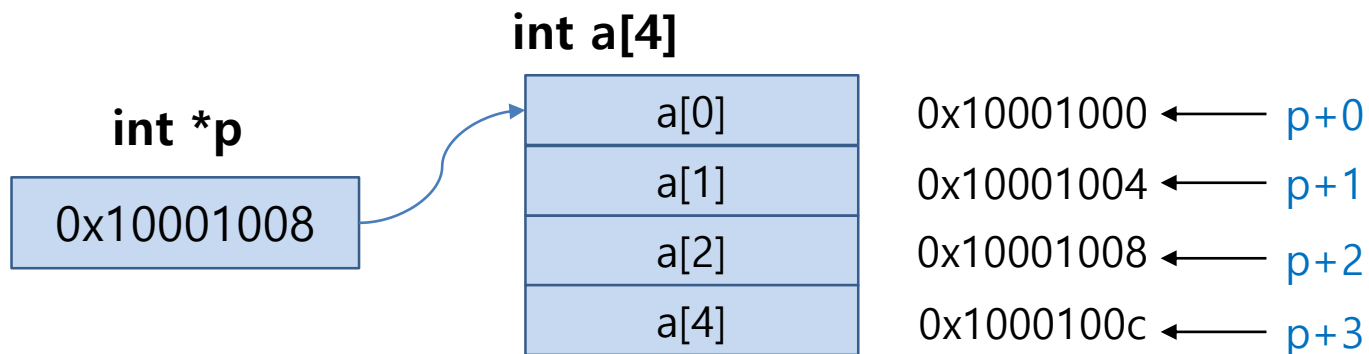 int a[4]
int *p
0x10001008
a[0] 0x10001000 p+0
a[1] 0x10001004 p+1
a[2] 0x10001008 p+2
a[4] 0x1000100c p+3